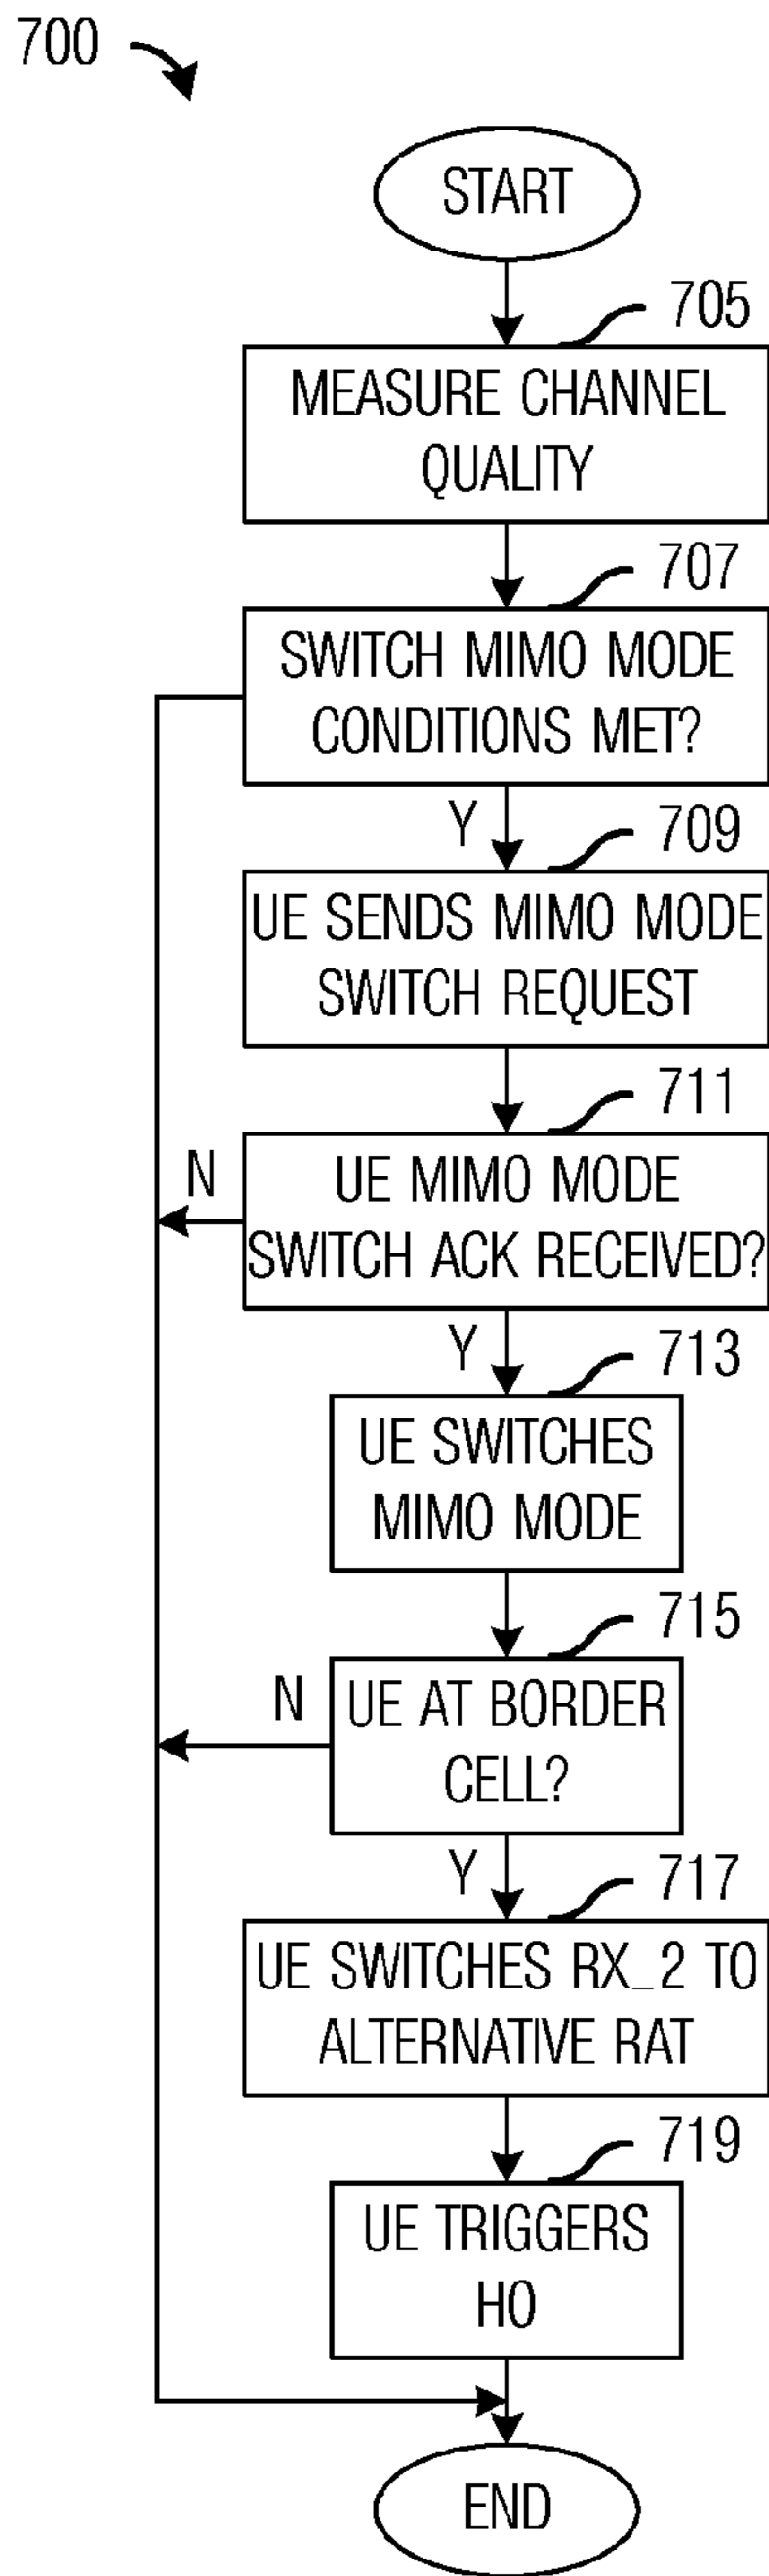 700
START
705
MEASURE CHANNEL
QUALITY
707
SWITCH MIMO MODE
CONDITIONS MET?
Y
709
UE SENDS MIMO MODE
SWITCH REQUEST
711
N
UE MIMO MODE
SWITCH ACK RECEIVED?
Y
713
UE SWITCHES
MIMO MODE
715
N
UE AT BORDER
CELL?
Y
717
UE SWITCHES RX_2 TO
ALTERNATIVE RAT
719
UE TRIGGERS
HO
END